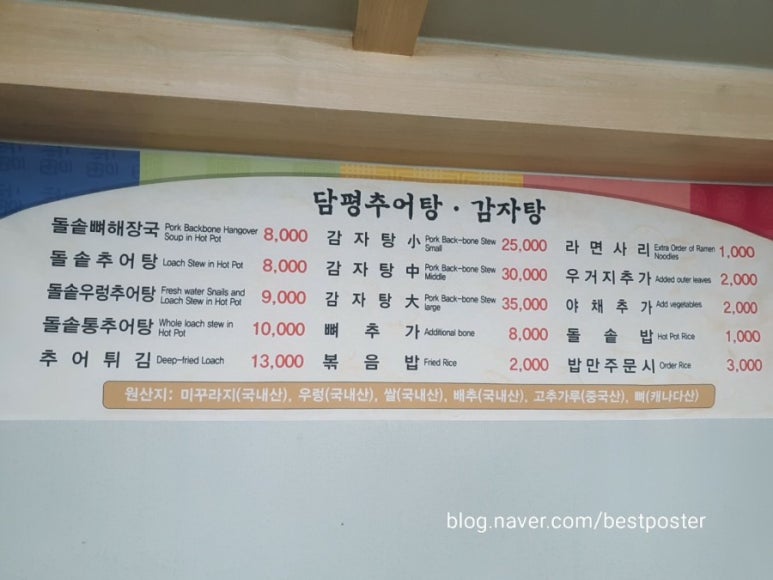 담평추어탕 · 감자탕
돌솥뼈해장국 Pork Backbone Hangover Soup in Hot Pot 8,000
돌솥추어탕 Loach Stew in Hot Pot 8,000
돌솥우렁추어탕 Fresh water Snails and Loach Stew in Hot Pot 9,000
돌솥통추어탕 Whole loach stew in Hot Pot 10,000
추어튀김 Deep-fried Loach 13,000
감자탕 小 Pork Back-bone Stew Small 25,000
감자탕 中 Pork Back-bone Stew Middle 30,000
감자탕 大 Pork Back-bone Stew large 35,000
뼈추가 Additional bone 8,000
볶음밥 Fried Rice 2,000
라면사리 Extra Order of Ramen Noodles 1,000
우거지추가 Added outer leaves 2,000
야채추가 Add vegetables 2,000
돌솥밥 Hot Pot Rice 1,000
밥만주문시 Order Rice 3,000
원산지: 미꾸라지(국내산), 우렁(국내산), 쌀(국내산), 배추(국내산), 고추가루(중국산), 뼈(캐나다산)
blog.naver.com/bestposter